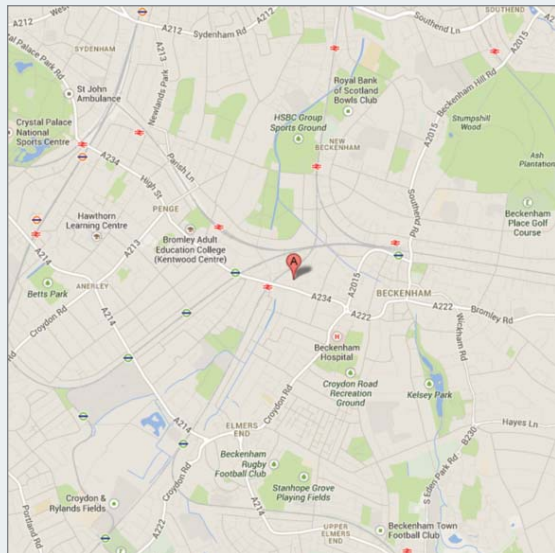 West
A212
A212
SOUTHEND
Southend Ln
A2015
SYDENHAM
Sydenham Rd
A212
A213
Crystal Palace Park Rd
St John
Ambulance
Newlands Park
Royal Bank
of Scotland
Bowls Club
Beckenham Hill Rd
Stumpshill
Wood
HSBC Group
Sports Ground
A2015
Crystal Palace
National
Sports Centre
NEW
BECKENHAM
Ash
Plantation
A234
Parish Ln
High St
Southend Rd
PENGE
Hawthorn
Learning Centre
A213
Beckenham
Place Golf
Course
A214
Bromley Adult
Education College
(Kentwood Centre)
A
A2015
Betts Park
ANERLEY
A234
BECKENHAM
A222
A222
Bromley Rd
Croydon Rd
A214
Wickham Rd
Rd
Beckenham
Hospital
Croydon Road
Recreation
Ground
Kelsey Park
Croydon Rd
A214
Hayes Ln
ELMERS
END
B230
Beckenham
Rugby
Football Club
Croydon Rd
S Eden Park Rd
Stanhope Grove
Playing Fields
Croydon &
Rylands Fields
A214
Portland Rd
A222
UPPER
ELMERS
END
Beckenham Town
Football Club